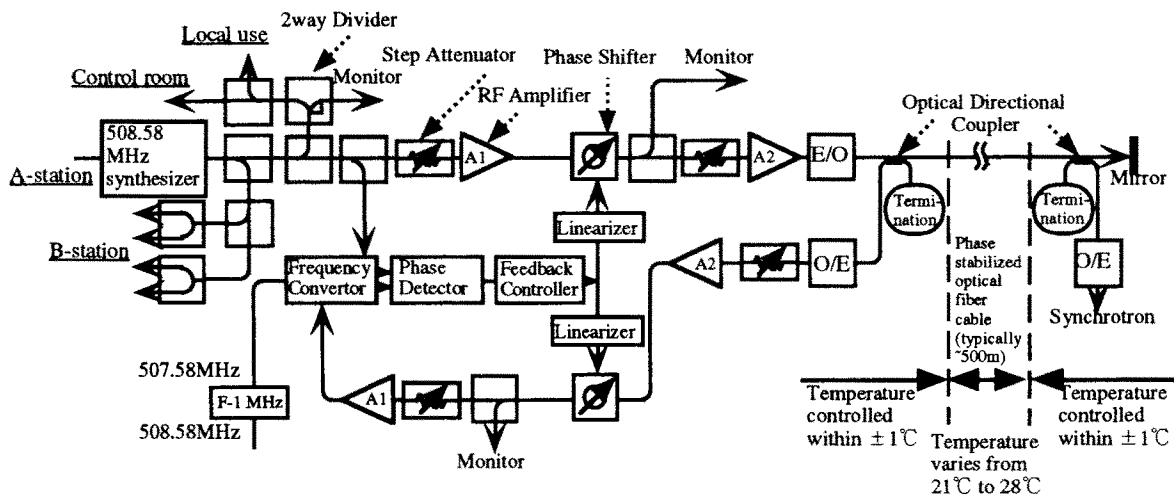 2way Divider
Local use
Step Attenuator
Phase Shifter
Monitor
Control room
Monitor
RF Amplifier
Optical Directional
Coupler
508.58
MHz
synthesizer
A1
A2
E/O
A-station
Mirror
Termi-
nation
Termi-
nation
Linearizer
B-station
Frequency
Convertor
Phase
Detector
Feedback
Controller
A2
O/E
Phase
stabilized
optical
fiber
cable
(typically
~500m)
O/E
Synchrotron
Linearizer
507.58MHz
F-1 MHz
508.58MHz
A1
Monitor
Temperature
controlled
within ±1℃
Temperature
varies from
21℃ to 28℃
Temperature
controlled
within ±1℃